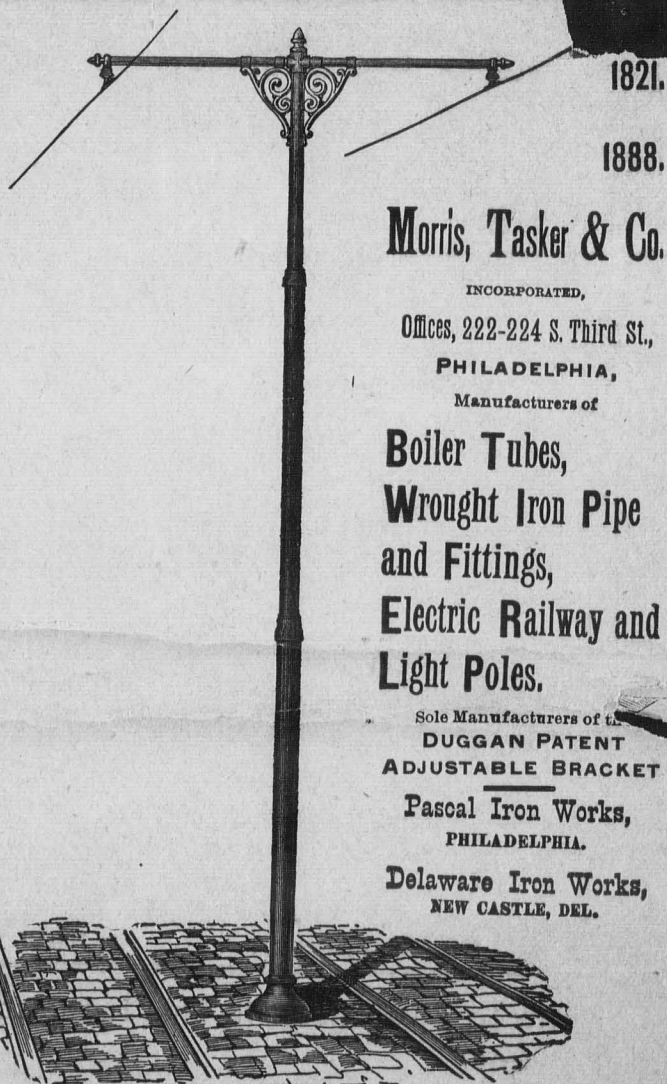 1821.
1888.
Morris, Tasker & Co.
INCORPORATED,
Offices, 222-224 S. Third St.,
PHILADELPHIA,
Manufacturers of
Boiler Tubes,
Wrought Iron Pipe
and Fittings,
Electric Railway and
Light Poles.
Sole Manufacturers of
DUGGAN PATENT
ADJUSTABLE BRACKET
Pascal Iron Works,
PHILADELPHIA.
Delaware Iron Works,
NEW CASTLE, DEL.